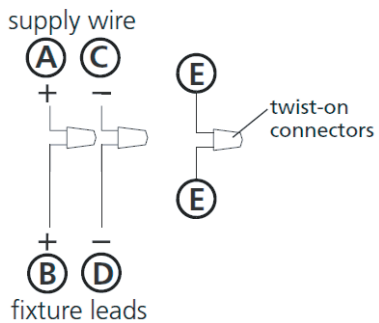 supply wire
A C
+ −
E
twist-on
connectors
E
+ −
B D
fixture leads